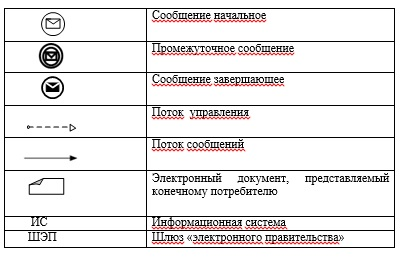 Сообщение начальное
Промежуточное сообщение
Сообщение завершающее
Поток управления
Поток сообщений
Электронный документ, представляемый
конечному потребителю
ИС Информационная система
ШЭП Шлюз «электронного правительства»